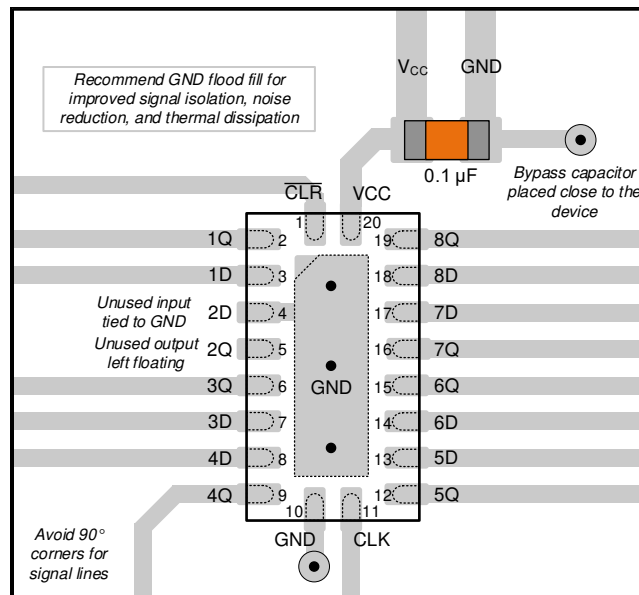 Recommend GND flood fill for
improved signal isolation, noise
reduction, and thermal dissipation
VCC
GND
0.1 µF
Bypass capacitor
placed close to the
device
CLR
VCC
1
20
1Q
2
19
8Q
1D
3
18
8D
Unused input
tied to GND
2D
4
17
7D
Unused output
left floating
2Q
5
16
7Q
3Q
6
GND
15
6Q
3D
7
14
6D
4D
8
13
5D
4Q
9
12
5Q
10
11
GND
CLK
Avoid 90°
corners for
signal lines